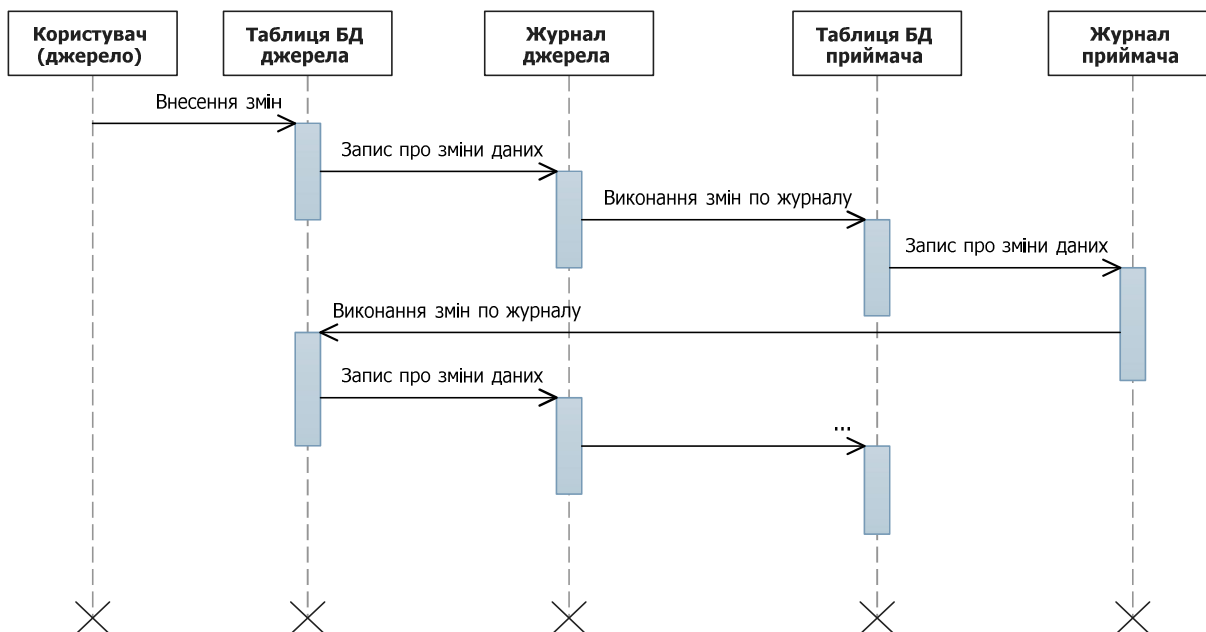 Користувач
(джерело)
Таблиця БД
джерела
Журнал
джерела
Таблиця БД
приймача
Журнал
приймача
Внесення змін
Запис про зміни даних
Виконання змін по журналу
Запис про зміни даних
Виконання змін по журналу
Запис про зміни даних
...